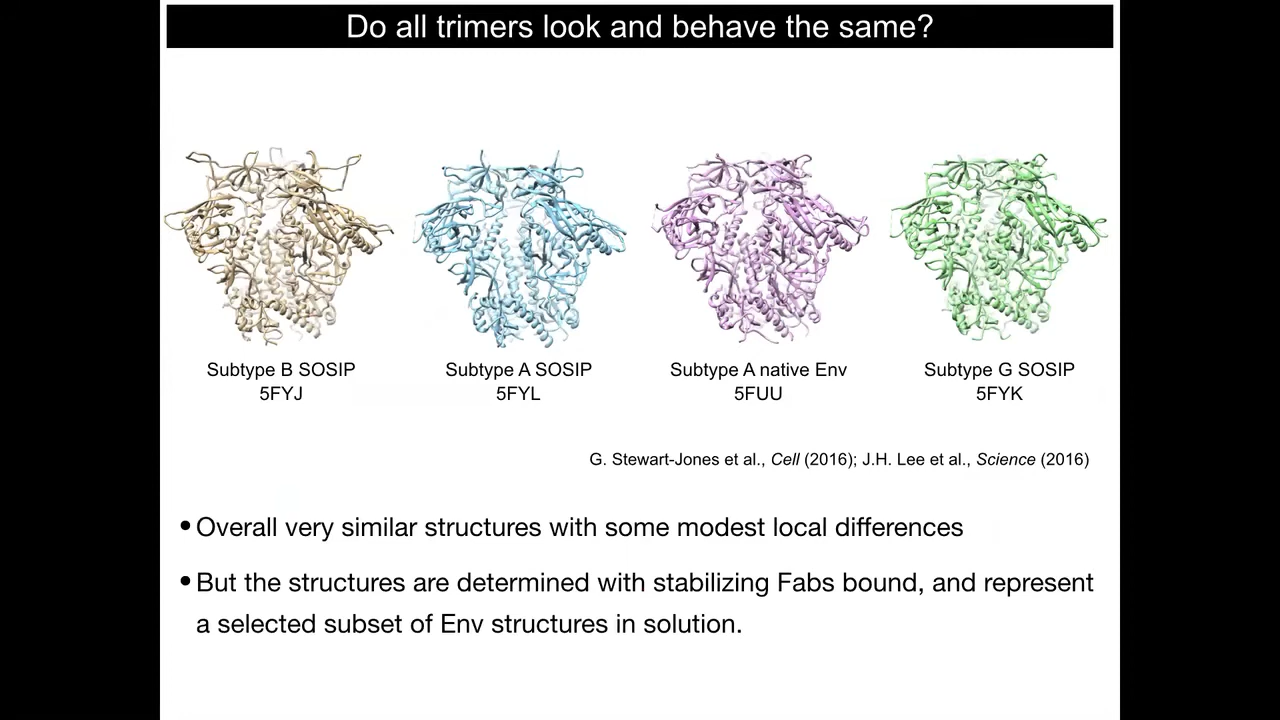 Do all trimers look and behave the same?
Subtype B SOSIP
5FYJ
Subtype A SOSIP
5FYL
Subtype A native Env
5FUU
Subtype G SOSIP
5FYK
G. Stewart-Jones et al., Cell (2016); J.H. Lee et al., Science (2016)
• Overall very similar structures with some modest local differences
• But the structures are determined with stabilizing Fabs bound, and represent
a selected subset of Env structures in solution.